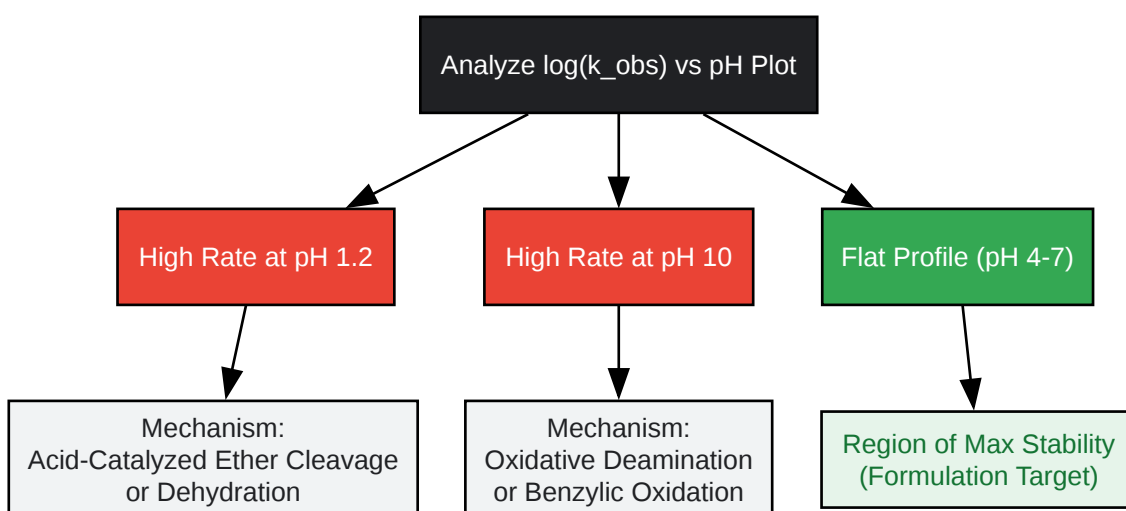 Analyze log(k_obs) vs pH Plot
High Rate at pH 1.2
High Rate at pH 10
Flat Profile (pH 4-7)
Mechanism:
Acid-Catalyzed Ether Cleavage
or Dehydration
Mechanism:
Oxidative Deamination
or Benzylic Oxidation
Region of Max Stability
(Formulation Target)